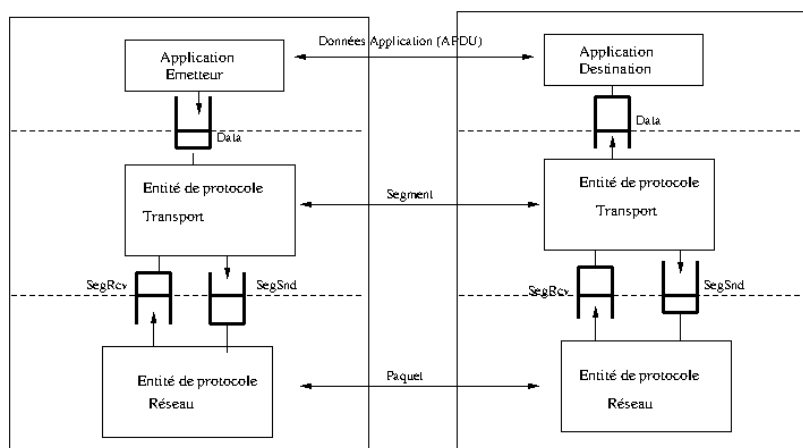 Données Application (APDU)
Application
Emetteur
Application
Destination
Data
Data
Entité de protocole
Transport
Segment
Entité de protocole
Transport
SegRcv
SegSnd
SegRcv
SegSnd
Entité de protocole
Réseau
Paquet
Entité de protocole
Réseau